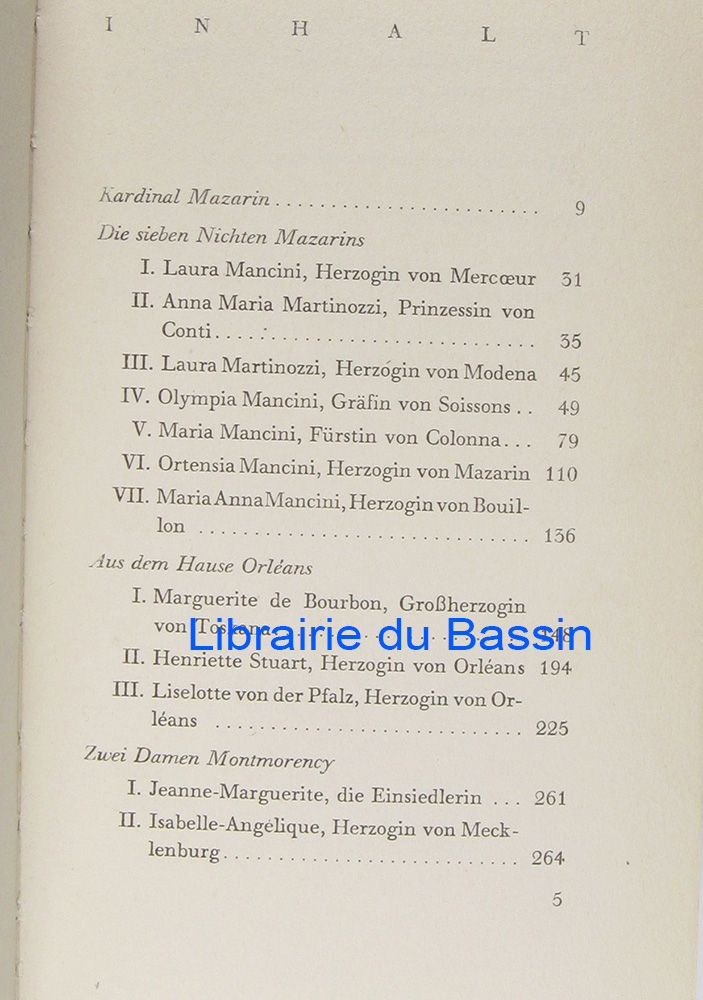 INHALT
Kardinal Mazarin ........................ 9
Die sieben Nichten Mazarins
I. Laura Mancini, Herzogin von Mercœur 31
II. Anna Maria Martinozzi, Prinzessin von
Conti............................ 35
III. Laura Martinozzi, Herzogin von Modena 45
IV. Olympia Mancini, Gräfin von Soissons .. 49
V. Maria Mancini, Fürstin von Colonna... 79
VI. Ortensia Mancini, Herzogin von Mazarin 110
VII. Maria Anna Mancini, Herzogin von Bouil-
lon .............................. 136
Aus dem Hause Orléans
I. Marguerite de Bourbon, Großherzogin
von Toskana...................... 148
Librairie du Bassin
II. Henriette Stuart, Herzogin von Orléans 194
III. Liselotte von der Pfalz, Herzogin von Or-
léans ............................ 225
Zwei Damen Montmorency
I. Jeanne-Marguerite, die Einsiedlerin ... 261
II. Isabelle-Angélique, Herzogin von Meck-
lenburg........................... 264
5